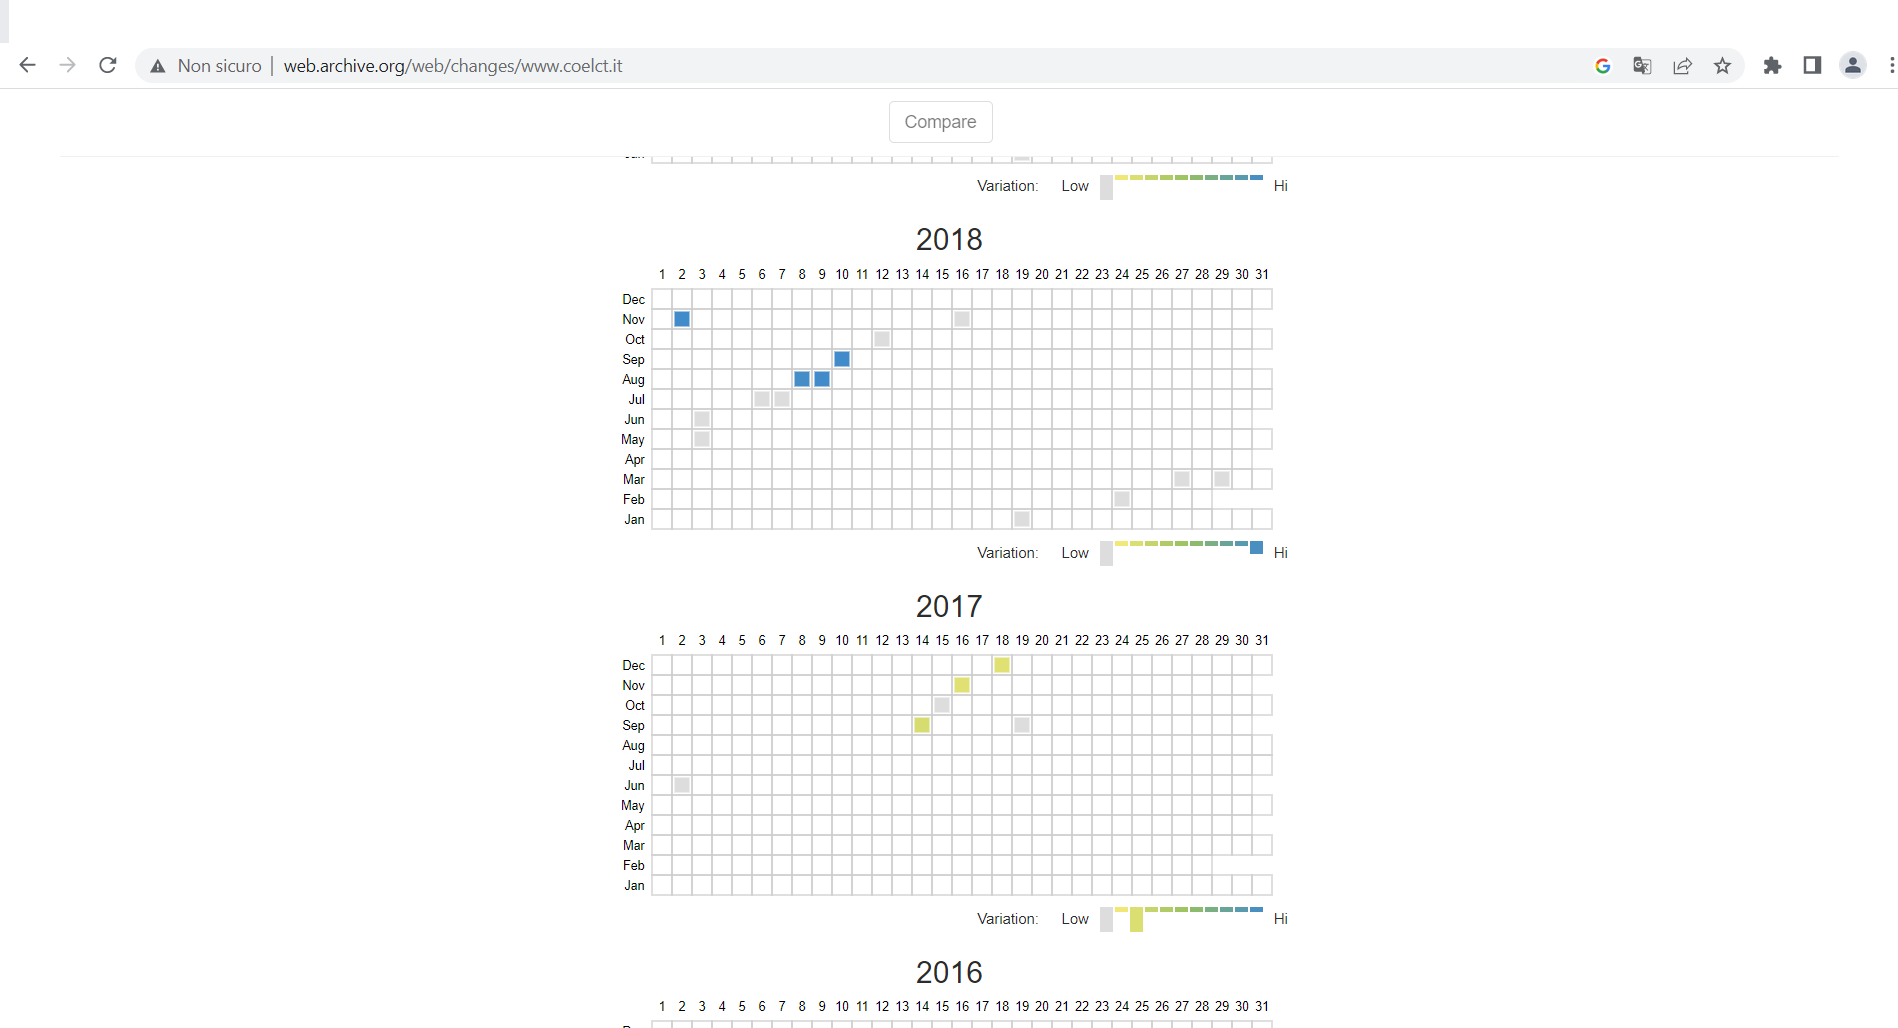 Non sicuro | web.archive.org/web/changes/www.coelct.it
Compare
Variation: Low Hi
2018
1 2 3 4 5 6 7 8 9 10 11 12 13 14 15 16 17 18 19 20 21 22 23 24 25 26 27 28 29 30 31
Dec
Nov
Oct
Sep
Aug
Jul
Jun
May
Apr
Mar
Feb
Jan
Variation: Low Hi
2017
1 2 3 4 5 6 7 8 9 10 11 12 13 14 15 16 17 18 19 20 21 22 23 24 25 26 27 28 29 30 31
Dec
Nov
Oct
Sep
Aug
Jul
Jun
May
Apr
Mar
Feb
Jan
Variation: Low Hi
2016
1 2 3 4 5 6 7 8 9 10 11 12 13 14 15 16 17 18 19 20 21 22 23 24 25 26 27 28 29 30 31